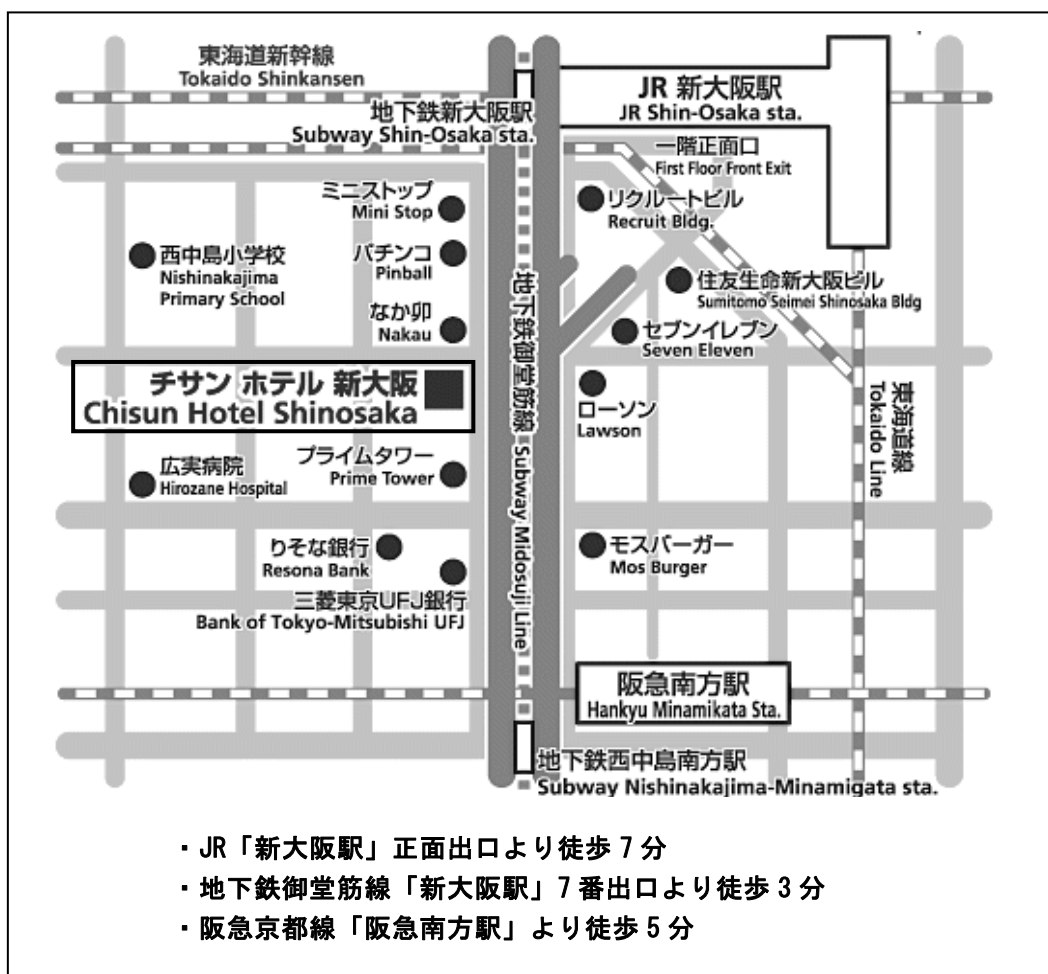 東海道新幹線
Tokaido Shinkansen
地下鉄新大阪駅
Subway Shin-Osaka sta.
JR 新大阪駅
JR Shin-Osaka sta.
一階正面口
First Floor Front Exit
ミニストップ
Mini Stop
リクルートビル
Recruit Bldg.
西中島小学校
Nishinakajima
Primary School
パチンコ
Pinball
住友生命新大阪ビル
Sumitomo Seimei Shinosaka Bldg
なか卯
Nakau
セブンイレブン
Seven Eleven
地下鉄御堂筋線 Subway Midosuji Line
チサン ホテル 新大阪
Chisun Hotel Shinosaka
ローソン
Lawson
東海道線
Tokaido Line
広実病院
Hirozane Hospital
プライムタワー
Prime Tower
りそな銀行
Resona Bank
モスバーガー
Mos Burger
三菱東京UFJ銀行
Bank of Tokyo-Mitsubishi UFJ
阪急南方駅
Hankyu Minamikata Sta.
地下鉄西中島南方駅
Subway Nishinakajima-Minamigata sta.
・JR「新大阪駅」正面出口より徒歩 7 分
・地下鉄御堂筋線「新大阪駅」7 番出口より徒歩 3 分
・阪急京都線「阪急南方駅」より徒歩 5 分